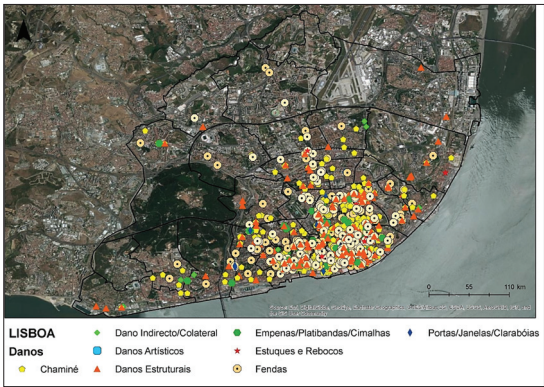 0 55 110 km
LISBOA
Danos
Dano Indirecto/Colateral
Empenas/Platibandas/Cimalhas
Portas/Janelas/Clarabóias
Danos Artísticos
Estuques e Rebocos
Chaminé
Danos Estruturais
Fendas